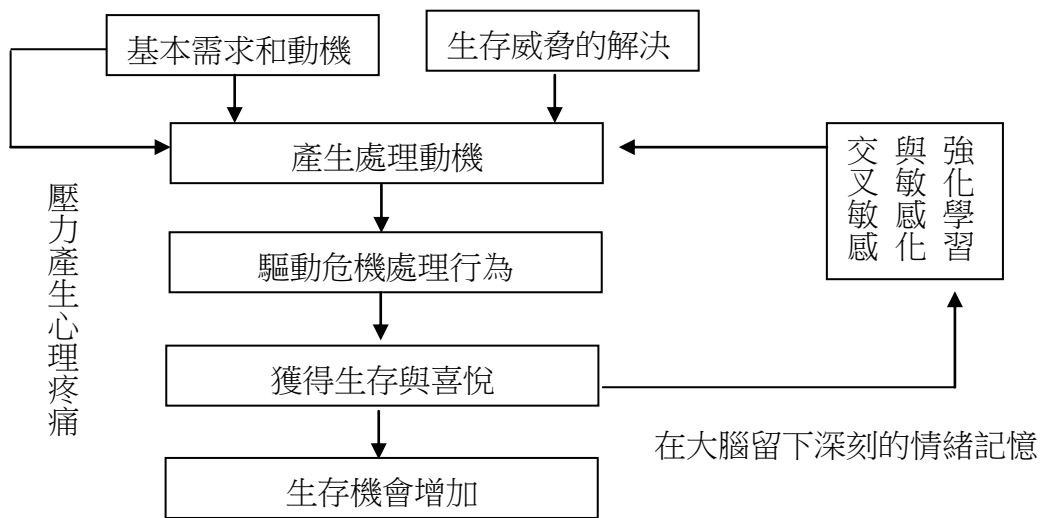 基本需求和動機
生存威脅的解決
產生處理動機
強化學習
與敏感化
交叉敏感
壓力產生心理疼痛
驅動危機處理行為
獲得生存與喜悅
在大腦留下深刻的情緒記憶
生存機會增加